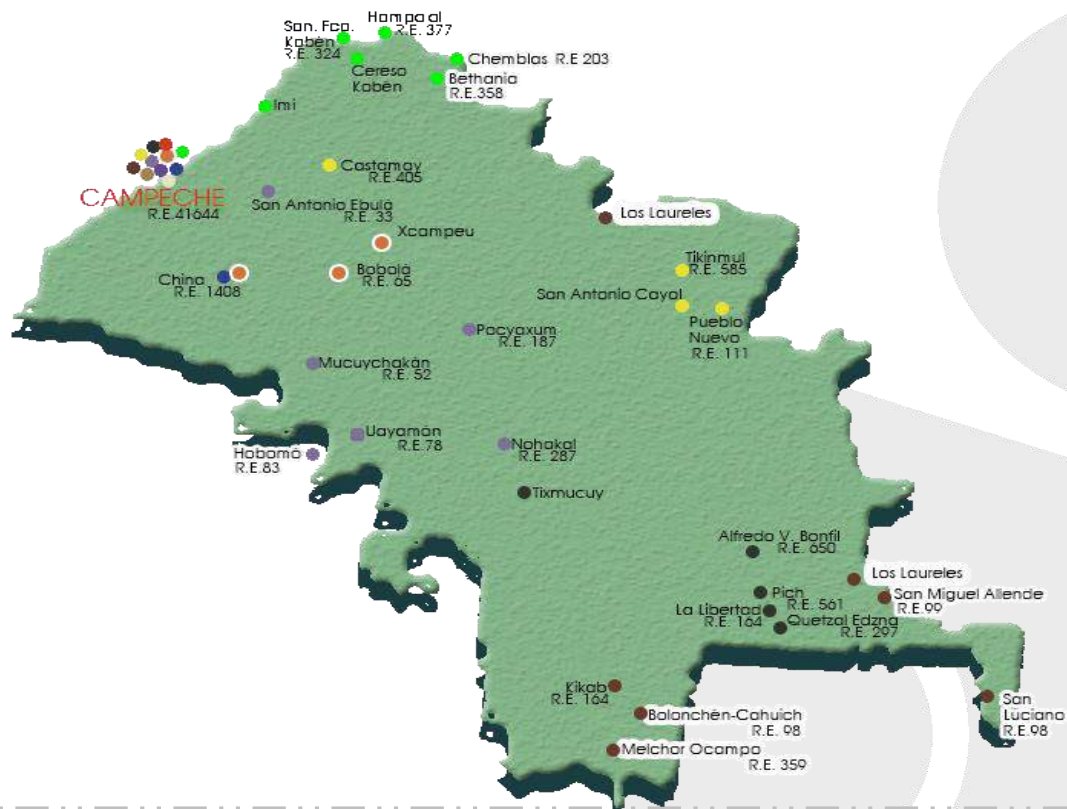 Hampolol
R.E. 377
San. Fco.
Kobén
R.E. 324
Cereso
Kobén
Chemblas R.E 203
Bethania
R.E.358
Imí
Castamay
R.E.405
CAMPECHE
R.E.41644
San Antonio Ebulá
R.E. 33
Los Laureles
Xcampeu
Tikinmul
R.E. 585
China
R.E. 1408
Bobolá
R.E. 65
San Antonio Cayal
Pueblo
Nuevo
R.E. 111
Pocyaxum
R.E. 187
Mucuychakán
R.E. 52
Uayamón
R.E.78
Hobomó
R.E.83
Nohakal
R.E. 287
Tixmucuy
Alfredo V. Bonfil
R.E. 650
Los Laureles
Pich
R.E. 561
San Miguel Allende
R.E.99
La Libertad
R.E. 164
Quetzal Edzna
R.E. 297
Kikab
R.E. 164
Bolonchén-Cahuich
R.E. 98
San
Luciano
R.E.98
Melchor Ocampo
R.E. 359